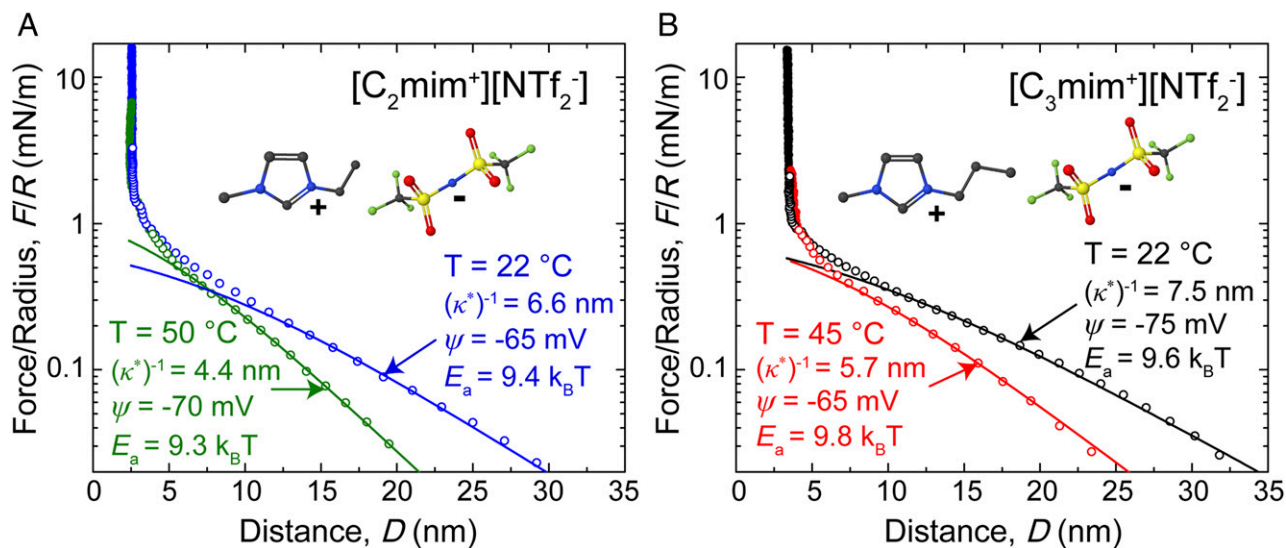 A
Force/Radius, F/R (mN/m)
10
1
0.1
[C₂mim⁺][NTf₂⁻]
+
-
T = 22 °C
(κ*)⁻¹ = 6.6 nm
ψ = -65 mV
Eₐ = 9.4 k_BT
T = 50 °C
(κ*)⁻¹ = 4.4 nm
ψ = -70 mV
Eₐ = 9.3 k_BT
0 5 10 15 20 25 30 35
Distance, D (nm)
B
Force/Radius, F/R (mN/m)
10
1
0.1
[C₃mim⁺][NTf₂⁻]
+
-
T = 22 °C
(κ*)⁻¹ = 7.5 nm
ψ = -75 mV
Eₐ = 9.6 k_BT
T = 45 °C
(κ*)⁻¹ = 5.7 nm
ψ = -65 mV
Eₐ = 9.8 k_BT
0 5 10 15 20 25 30 35
Distance, D (nm)